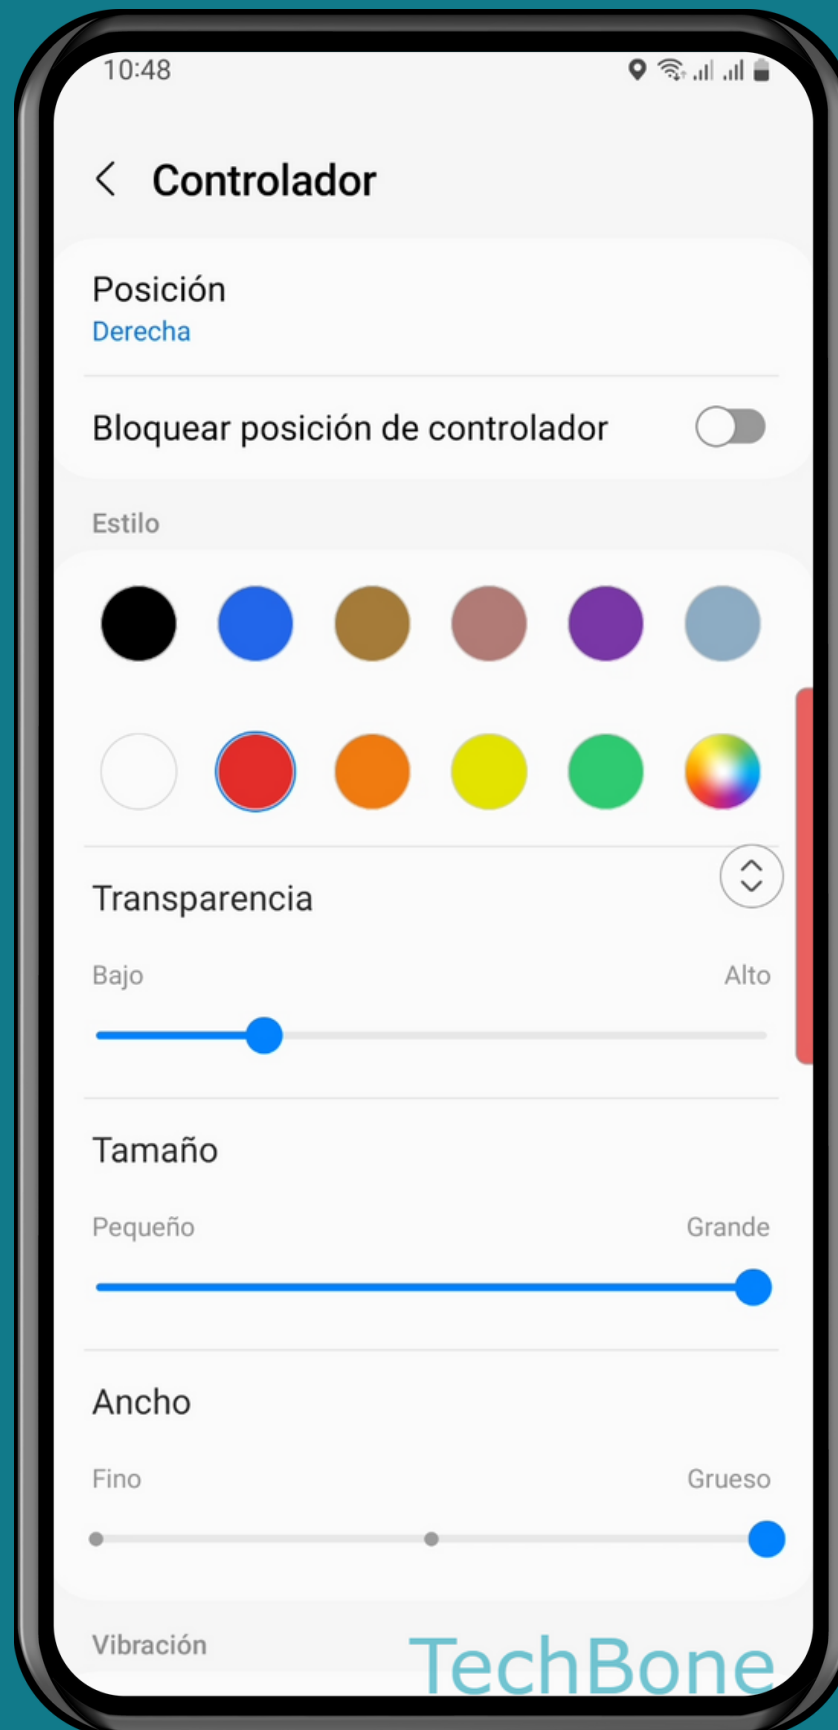 10:48
Controlador
Posición
Derecha
Bloquear posición de controlador
Estilo
Transparencia
Bajo Alto
Tamaño
Pequeño Grande
Ancho
Fino Grueso
Vibración
TechBone